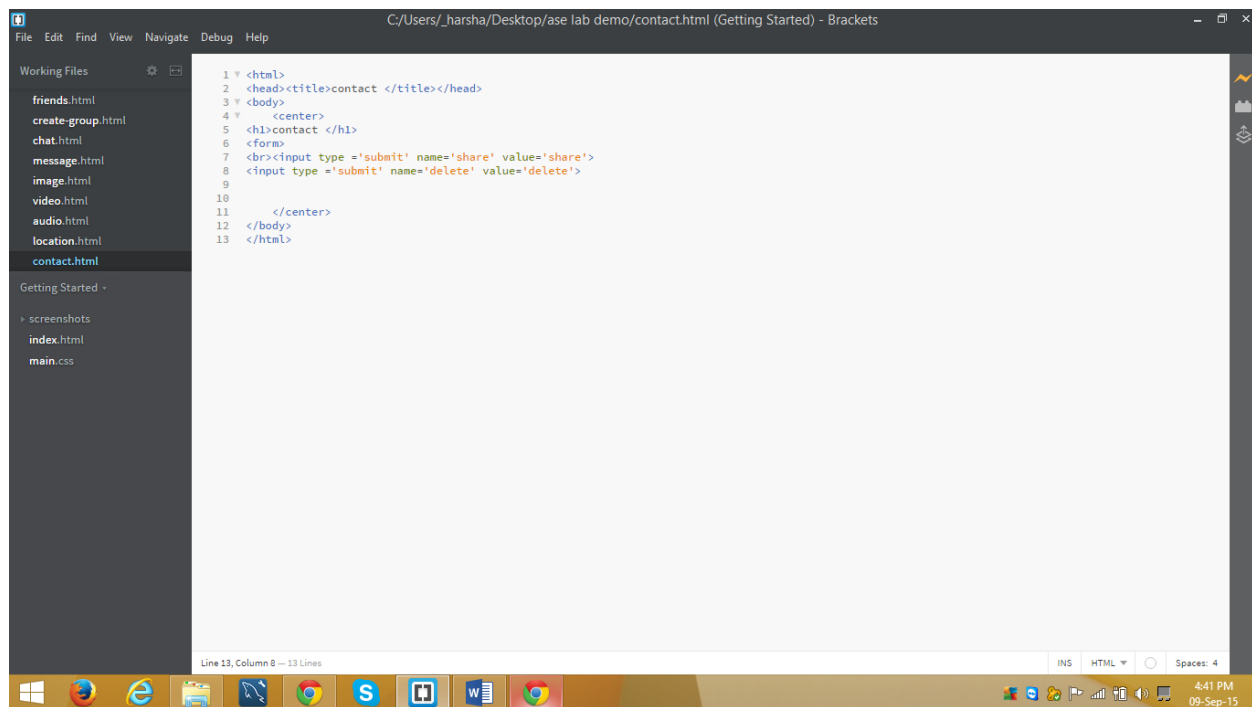 C:/Users/_harsha/Desktop/ase lab demo/contact.html (Getting Started) - Brackets
File Edit Find View Navigate Debug Help
Working Files
friends.html
create-group.html
chat.html
message.html
image.html
video.html
audio.html
location.html
contact.html
Getting Started
screenshots
index.html
main.css
1 <html>
2 <head><title>contact </title></head>
3 <body>
4 <center>
5 <h1>contact </h1>
6 <form>
7 <br><input type ='submit' name='share' value='share'>
8 <input type ='submit' name='delete' value='delete'>
9
10
11 </center>
12 </body>
13 </html>
Line 13, Column 8 — 13 Lines
INS HTML Spaces: 4
4:41 PM
09-Sep-15